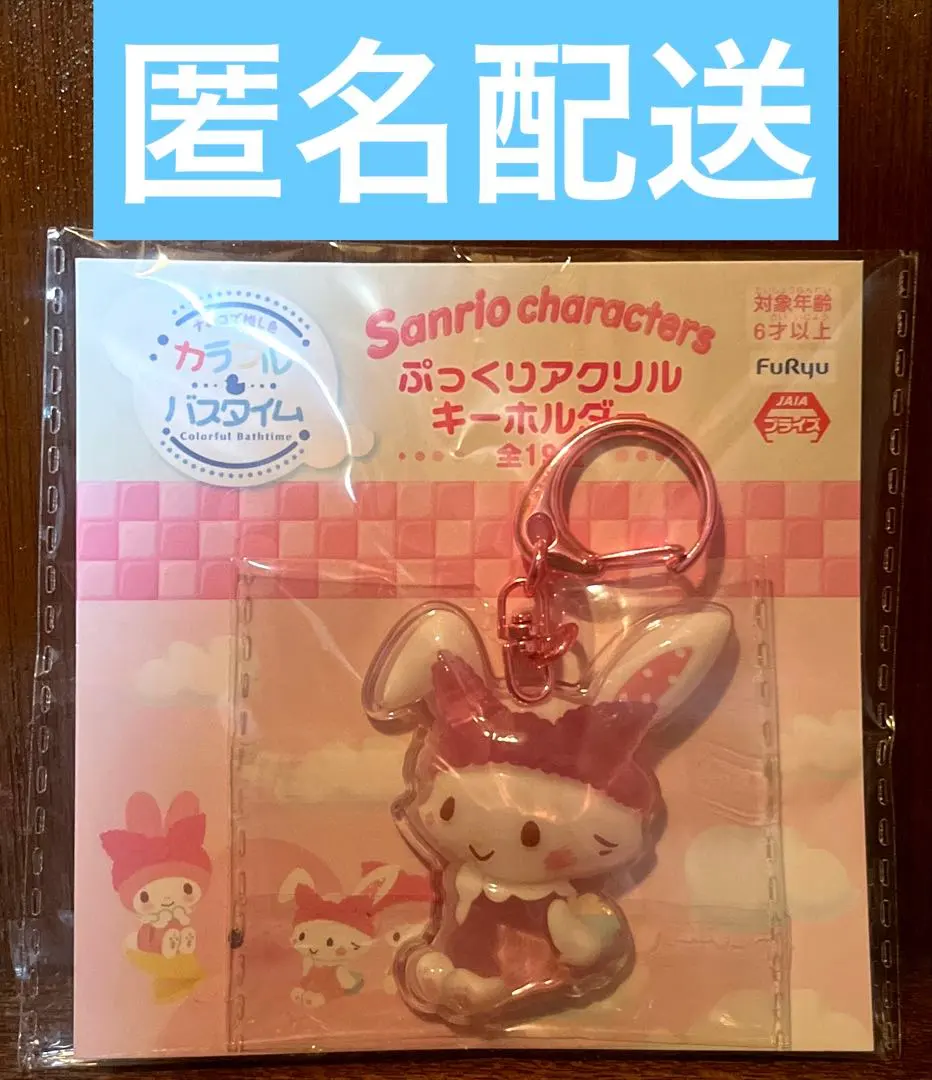 匿名配送
カラフル
バスタイム
Colorful Bathtime
Sanrio characters
ぷっくりアクリル
キーホルダー
対象年齢
6才以上
FuRyu
JAIA
プライズ